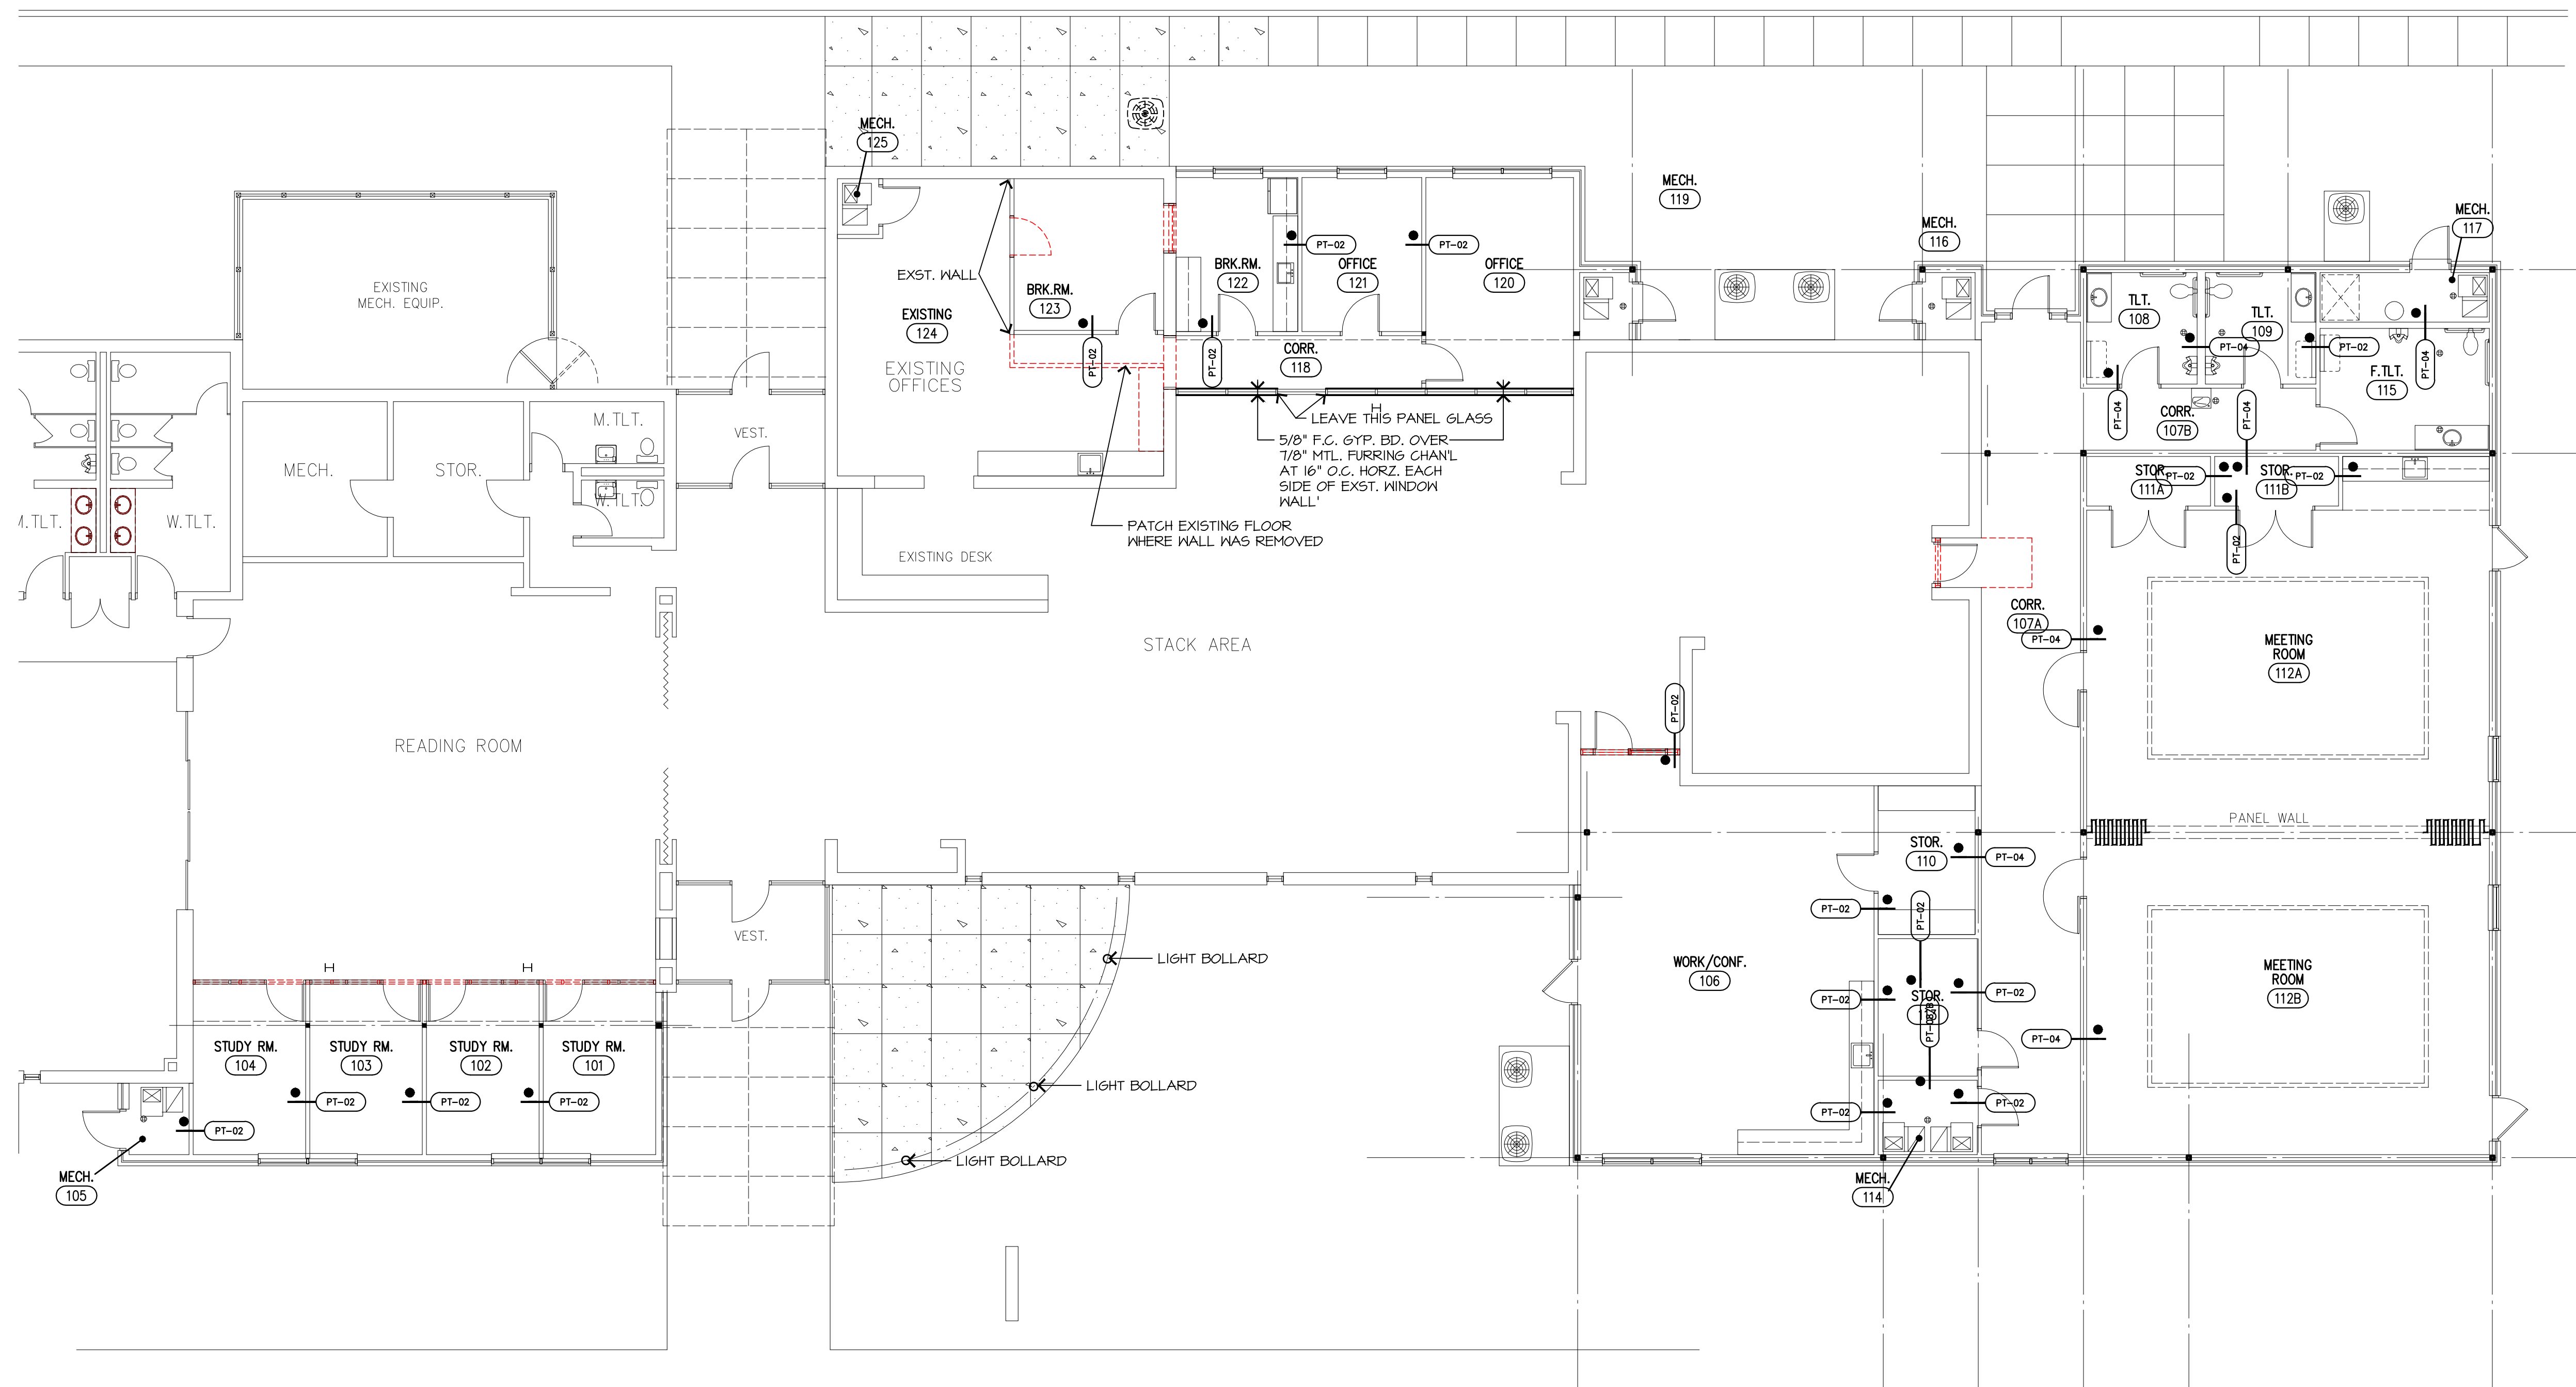 MECH.
125
EXISTING
MECH. EQUIP.
EXST. WALL
EXISTING
124
EXISTING
OFFICES
BRK.RM.
123
PT-02
BRK.RM.
122
PT-02
PT-02
OFFICE
121
PT-02
OFFICE
120
CORR.
118
MECH.
119
MECH.
116
MECH.
117
TLT.
108
TLT.
109
PT-04
PT-02
PT-04
F.TLT.
115
PT-04
PT-04
CORR.
107B
STOR.
111A
PT-02
STOR.
111B
PT-02
PT-02
LEAVE THIS PANEL GLASS
5/8" F.C. GYP. BD. OVER
7/8" MTL. FURRING CHAN'L
AT 16" O.C. HORZ. EACH
SIDE OF EXST. WINDOW
WALL'
PATCH EXISTING FLOOR
WHERE WALL WAS REMOVED
M.TLT.
W.TLT.
MECH.
STOR.
M.TLT.
W.TLT.
VEST.
EXISTING DESK
STACK AREA
READING ROOM
CORR.
107A
PT-04
MEETING
ROOM
112A
PT-02
PANEL WALL
STOR.
110
PT-04
PT-02
PT-02
VEST.
LIGHT BOLLARD
LIGHT BOLLARD
LIGHT BOLLARD
WORK/CONF.
106
PT-02
STOR.
PT-02
MEETING
ROOM
112B
PT-04
PT-02
PT-02
STUDY RM.
104
STUDY RM.
103
STUDY RM.
102
STUDY RM.
101
PT-02
PT-02
PT-02
PT-02
MECH.
105
MECH.
114